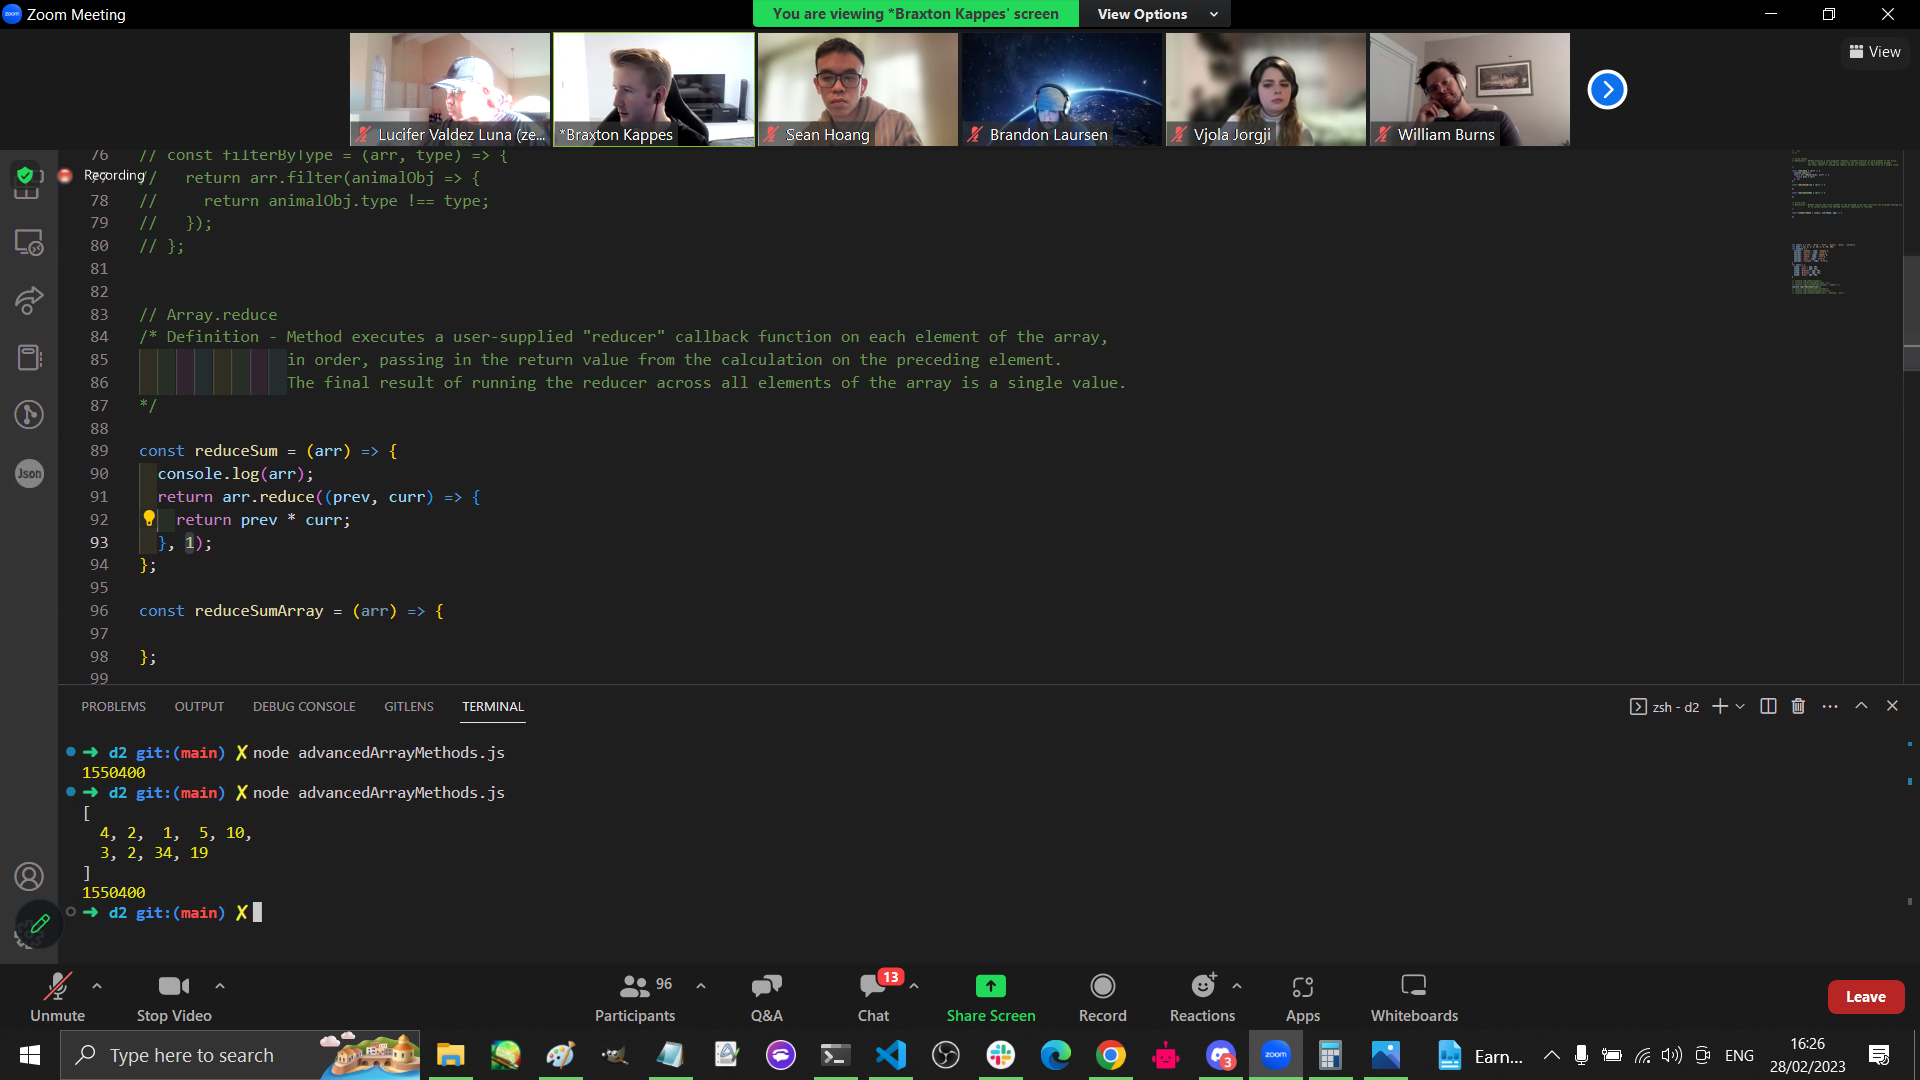 Zoom Meeting
You are viewing *Braxton Kappes' screen
View Options
View
Lucifer Valdez Luna (ze...
*Braxton Kappes
Sean Hoang
Brandon Laursen
Vjola Jorgji
William Burns
Recording
76 // const filterByType = (arr, type) => {
// return arr.filter(animalObj => {
78 // return animalObj.type !== type;
79 // });
80 // };
81
82
83 // Array.reduce
84 /* Definition - Method executes a user-supplied "reducer" callback function on each element of the array,
85 in order, passing in the return value from the calculation on the preceding element.
86 The final result of running the reducer across all elements of the array is a single value.
87 */
88
89 const reduceSum = (arr) => {
90 console.log(arr);
91 return arr.reduce((prev, curr) => {
92 return prev * curr;
93 }, 1);
94 };
95
96 const reduceSumArray = (arr) => {
97
98 };
99
Json
PROBLEMS OUTPUT DEBUG CONSOLE GITLENS TERMINAL
zsh - d2
➜ d2 git:(main) ✗ node advancedArrayMethods.js
1550400
➜ d2 git:(main) ✗ node advancedArrayMethods.js
[
4, 2, 1, 5, 10,
3, 2, 34, 19
]
1550400
➜ d2 git:(main) ✗
Unmute
Stop Video
96
Participants
Q&A
13
Chat
Share Screen
Record
Reactions
Apps
Whiteboards
Leave
Type here to search
3
zoom
Earn...
ENG
16:26
28/02/2023